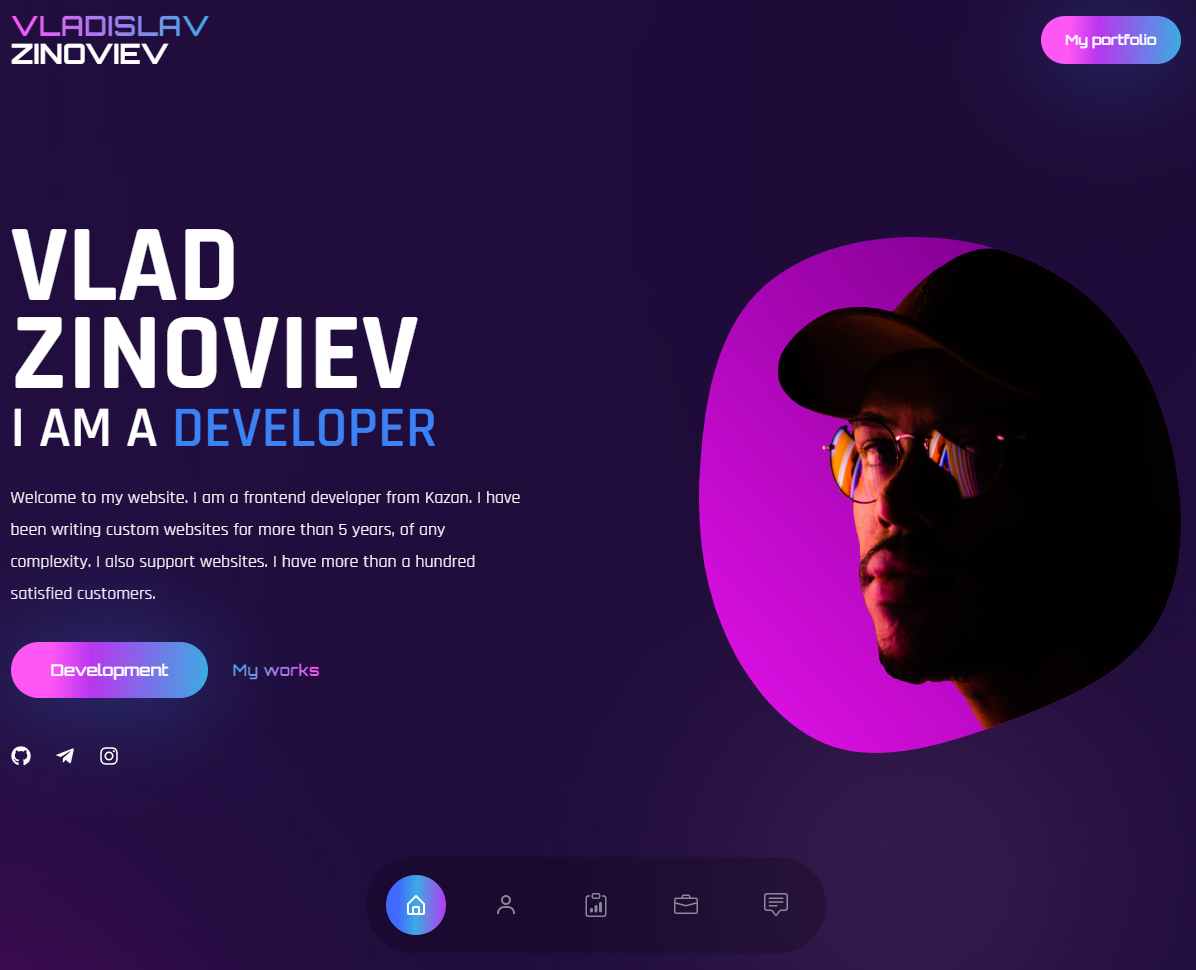 VLADISLAV
ZINOVIEV
My portfolio
VLAD
ZINOVIEV
I AM A DEVELOPER
Welcome to my website. I am a frontend developer from Kazan. I have
been writing custom websites for more than 5 years, of any
complexity. I also support websites. I have more than a hundred
satisfied customers.
Development
My works